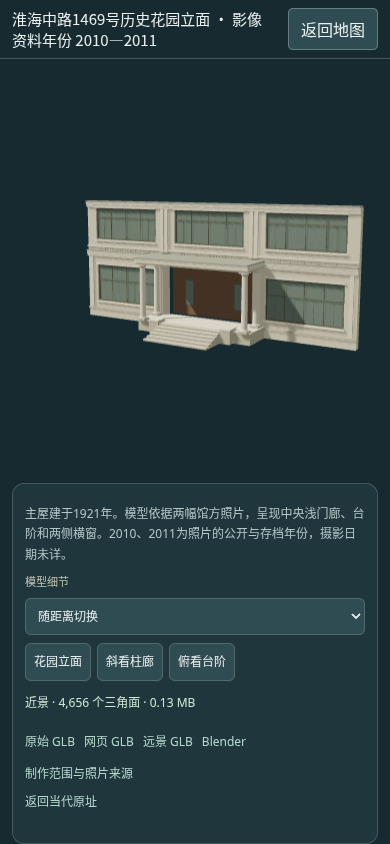 淮海中路1469号历史花园立面 · 影像
资料年份 2010—2011
返回地图
主屋建于1921年。模型依据两幅馆方照片，呈现中央浅门廊、台
阶和两侧横窗。2010、2011为照片的公开与存档年份，摄影日
期未详。
模型细节
随距离切换
花园立面 斜看柱廊 俯看台阶
近景 · 4,656 个三角面 · 0.13 MB
原始 GLB 网页 GLB 远景 GLB Blender
制作范围与照片来源
返回当代原址